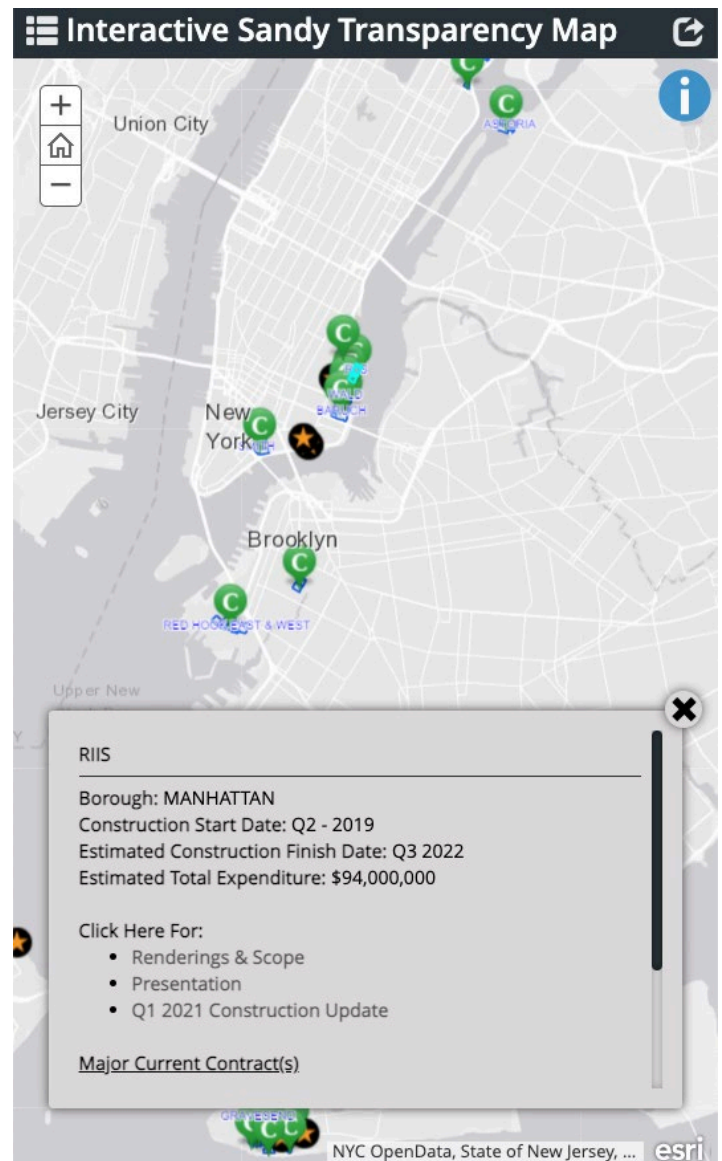 Interactive Sandy Transparency Map
+
i
Union City
C
C
ASTORIA
−
C
C
RIIS
C
WALD
BARUCH
Jersey City
New
York
C
Brooklyn
C
C
RED HOOK EAST & WEST
Upper New
RIIS
Borough: MANHATTAN
Construction Start Date: Q2 - 2019
Estimated Construction Finish Date: Q3 2022
Estimated Total Expenditure: $94,000,000
Click Here For:
• Renderings & Scope
• Presentation
• Q1 2021 Construction Update
Major Current Contract(s)
GRAVESEND
C C C
NYC OpenData, State of New Jersey, ...
esri